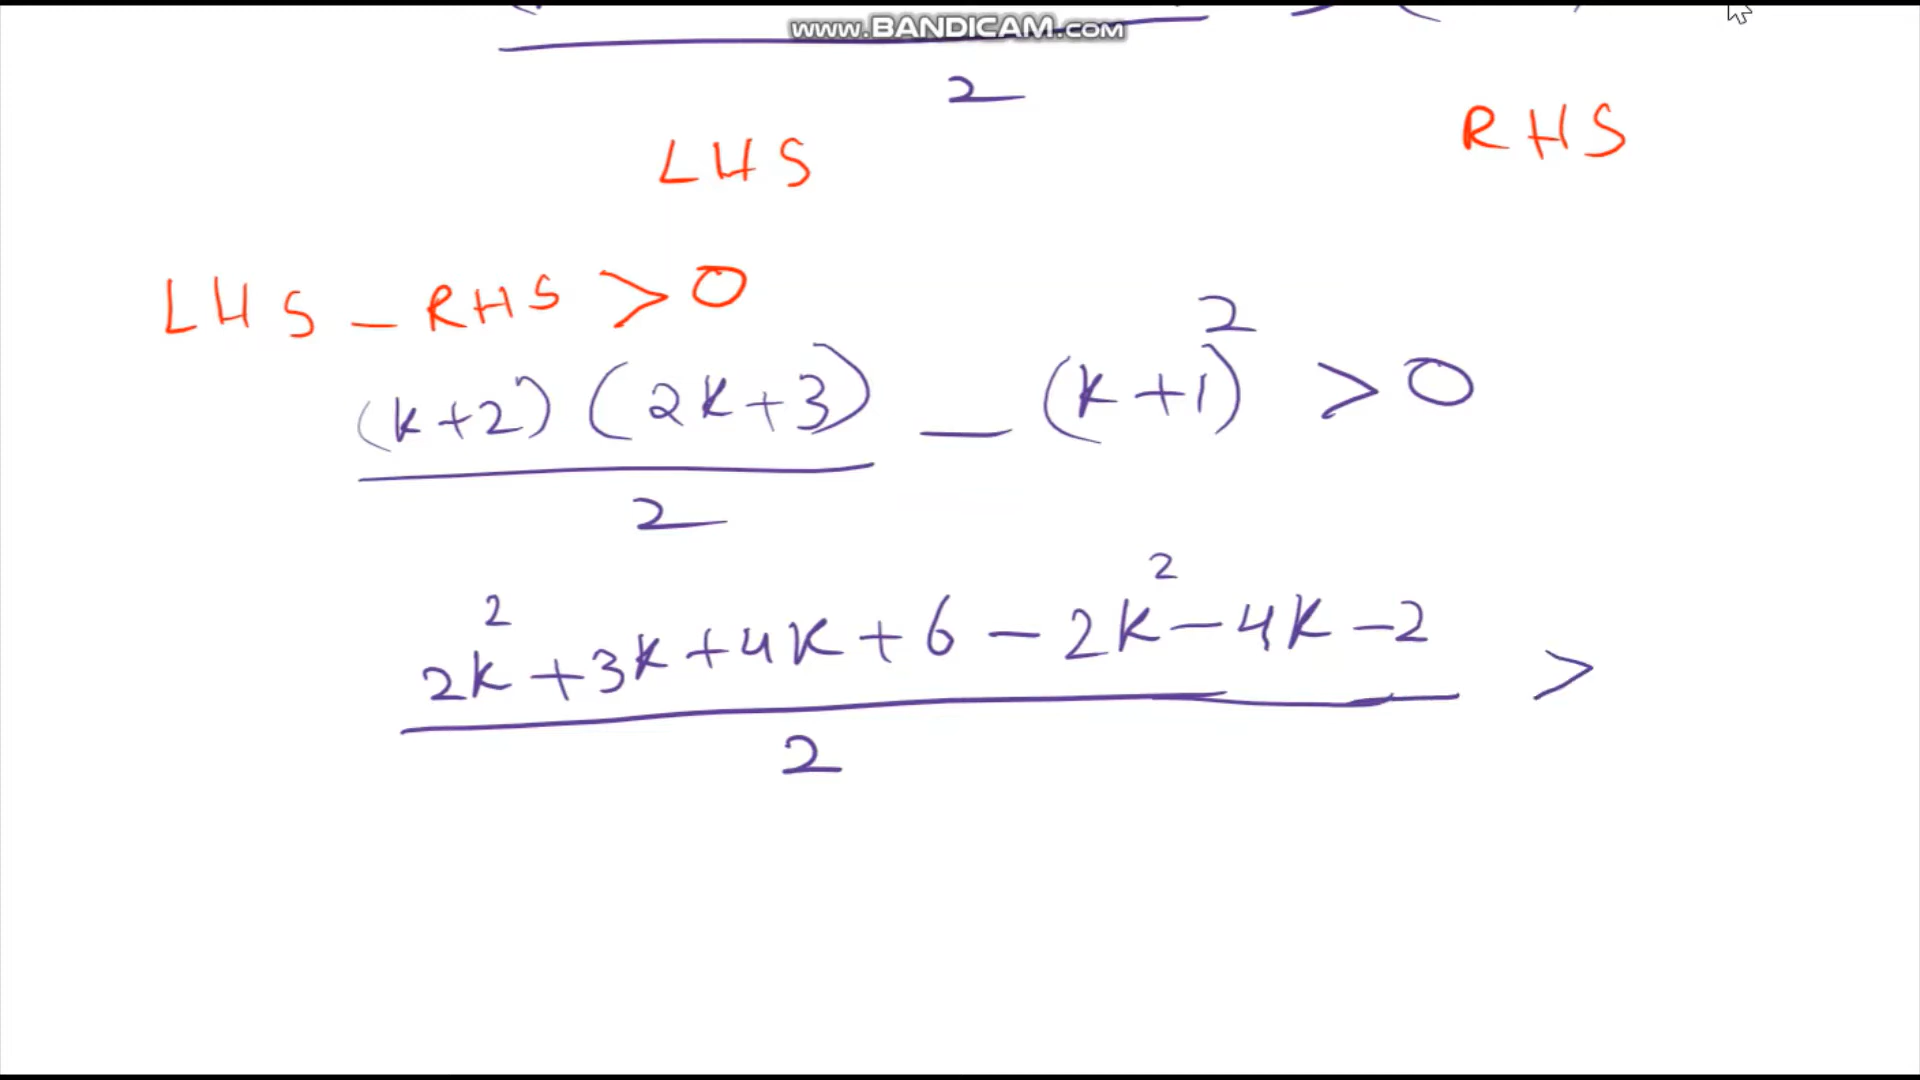 www.BANDICAM.com
2
LHS RHS
LHS - RHS > 0
(k+2)(2k+3) / 2 - (k+1)² > 0
2k² + 3k + 4k + 6 - 2k² - 4k - 2 / 2 >